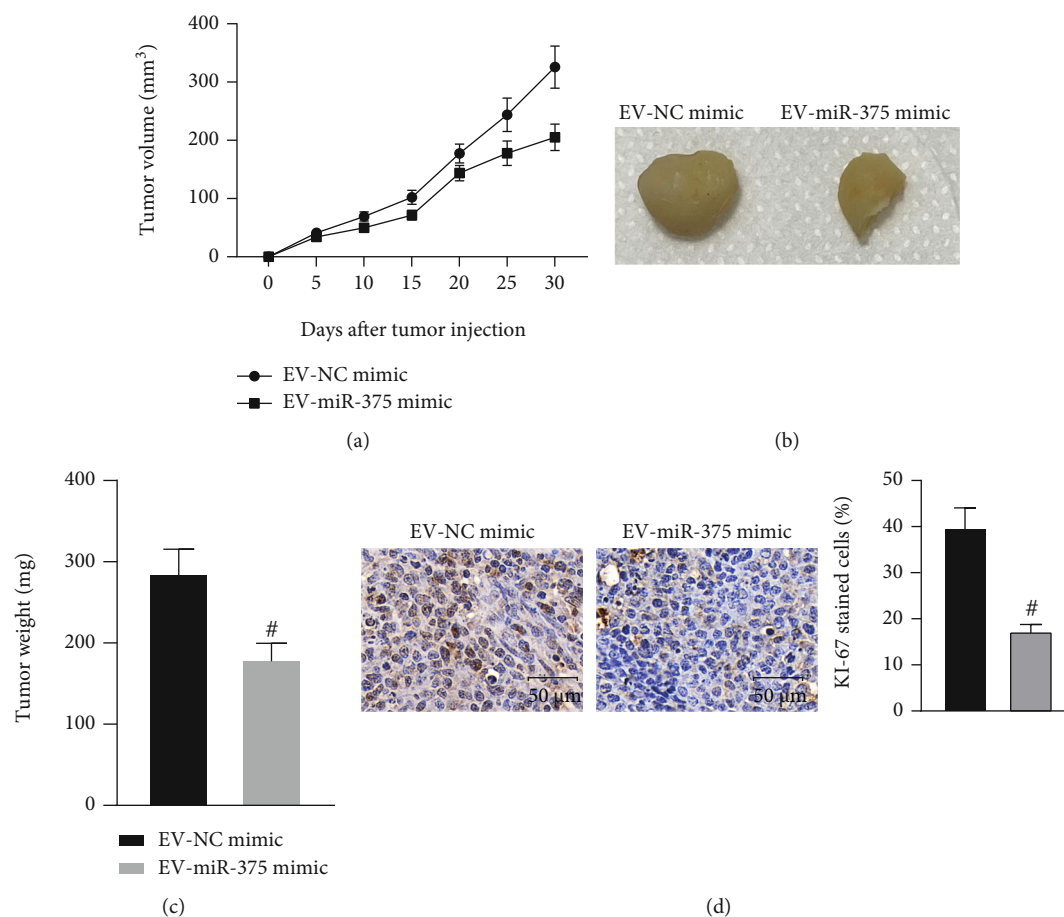 Tumor volume (mm³)
400
300
200
100
0
0 5 10 15 20 25 30
Days after tumor injection
EV-NC mimic
EV-miR-375 mimic
(a)
EV-NC mimic EV-miR-375 mimic
(b)
Tumor weight (mg)
400
300
200
100
0
#
EV-NC mimic
EV-miR-375 mimic
(c)
EV-NC mimic EV-miR-375 mimic
50 μm 50 μm
KI-67 stained cells (%)
50
40
30
20
10
0
#
(d)